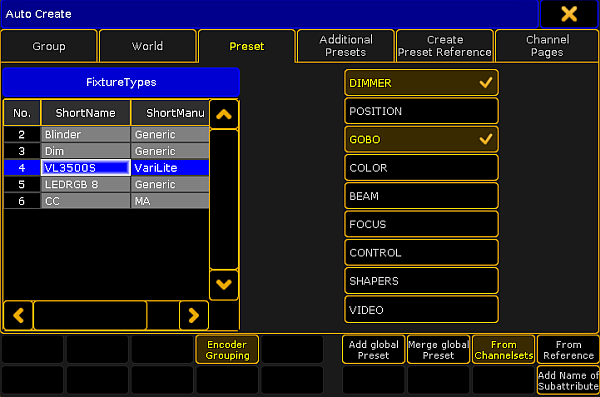 Auto Create
Group
World
Preset
Additional
Presets
Create
Preset Reference
Channel
Pages
FixtureTypes
No. ShortName ShortManu
2 Blinder Generic
3 Dim Generic
4 VL3500S VariLite
5 LEDRGB 8 Generic
6 CC MA
DIMMER
POSITION
GOBO
COLOR
BEAM
FOCUS
CONTROL
SHAPERS
VIDEO
Encoder
Grouping
Add global
Preset
Merge global
Preset
From
Channelsets
From
Reference
Add Name of
Subattribute